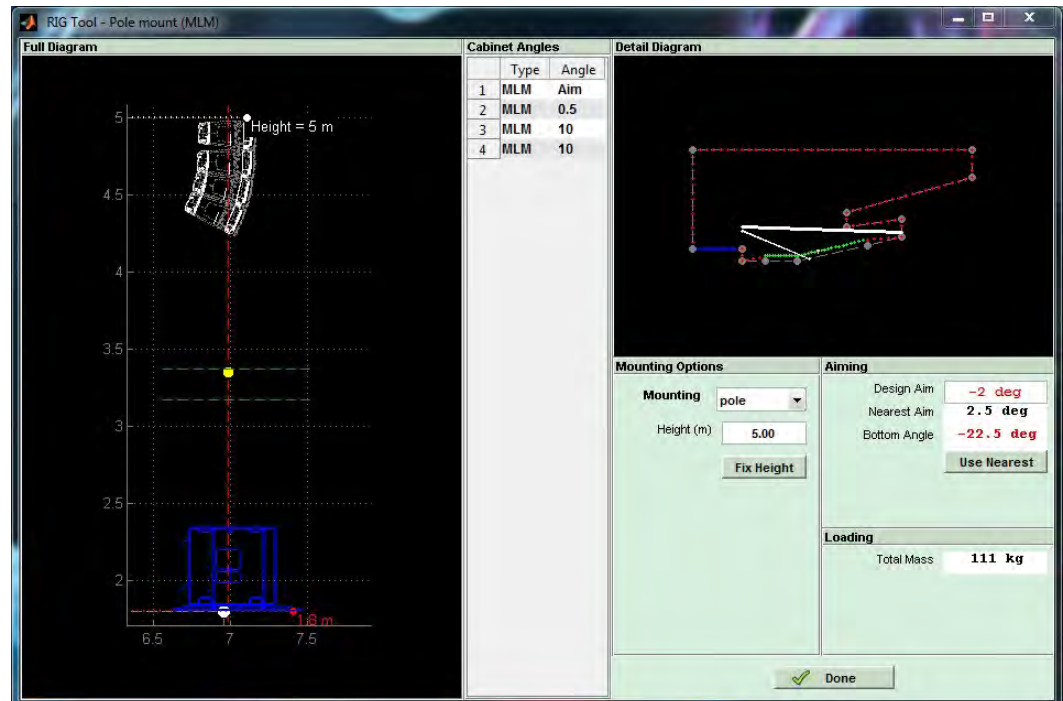 RIG Tool - Pole mount (MLM)
Full Diagram
5
Height = 5 m
4.5
4
3.5
3
2.5
2
1.8 m
6.5 7 7.5
Cabinet Angles
Type Angle
1 MLM Aim
2 MLM 0.5
3 MLM 10
4 MLM 10
Detail Diagram
Mounting Options
Mounting pole
Height (m) 5.00
Fix Height
Aiming
Design Aim -2 deg
Nearest Aim 2.5 deg
Bottom Angle -22.5 deg
Use Nearest
Loading
Total Mass 111 kg
Done